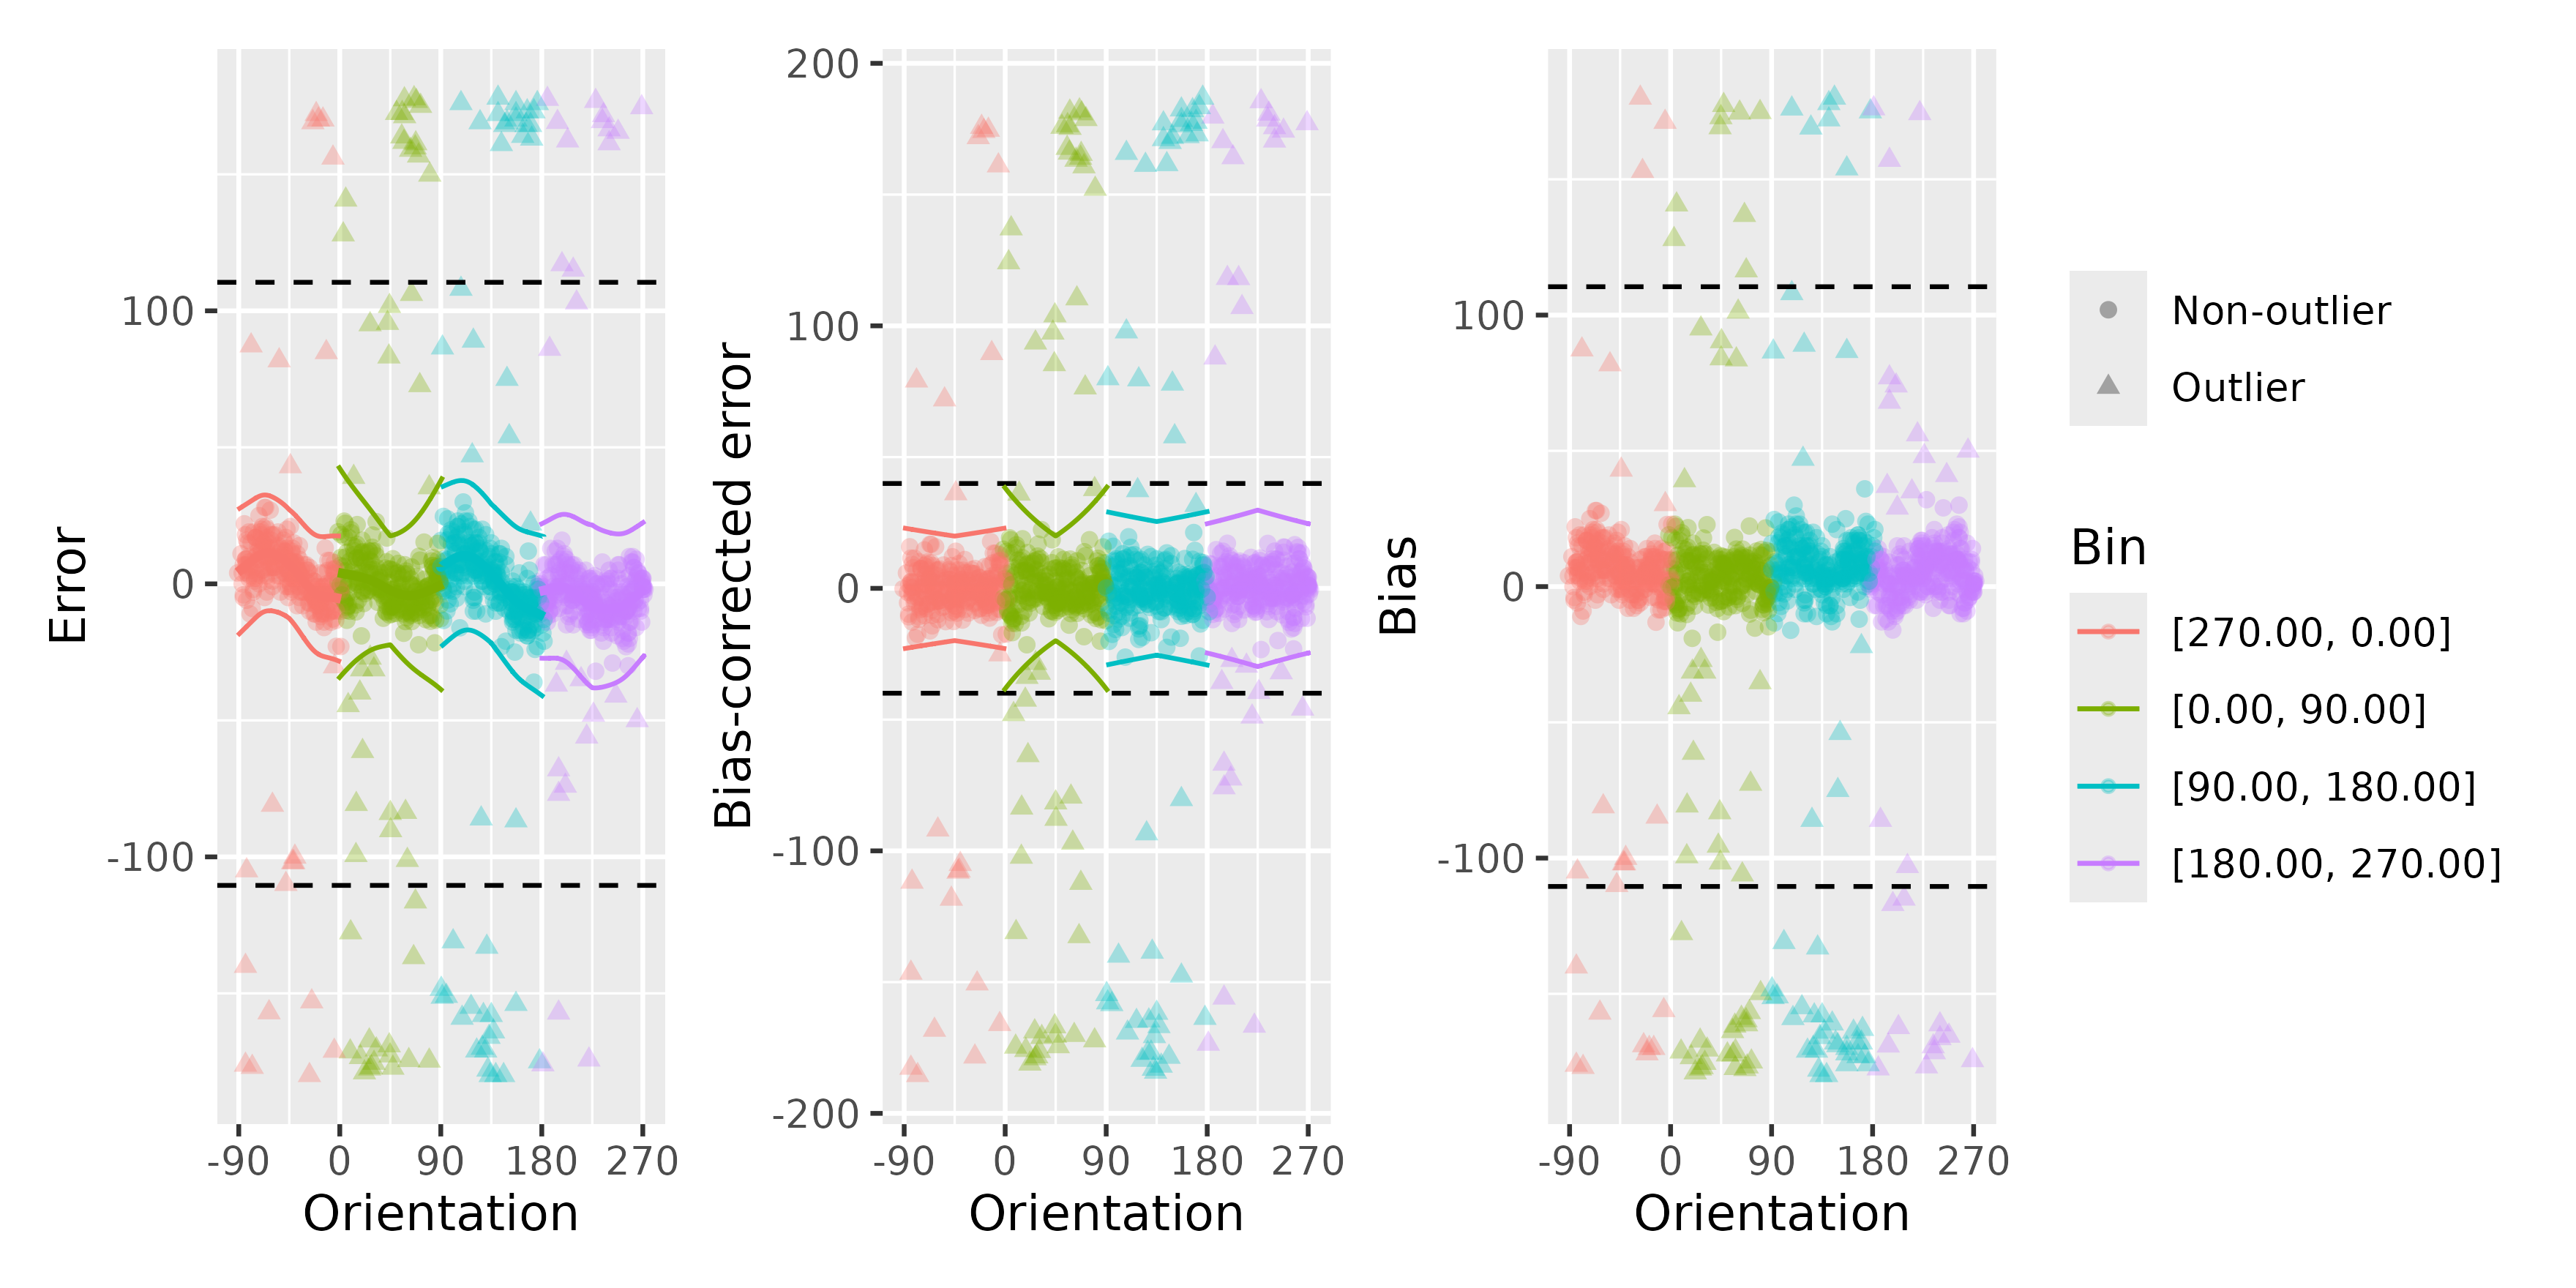 Error
100
0
-100
-90 0 90 180 270
Orientation
Bias-corrected error
200
100
0
-100
-200
-90 0 90 180 270
Orientation
Bias
100
0
-100
-90 0 90 180 270
Orientation
Non-outlier
Outlier
Bin
[270.00, 0.00]
[0.00, 90.00]
[90.00, 180.00]
[180.00, 270.00]